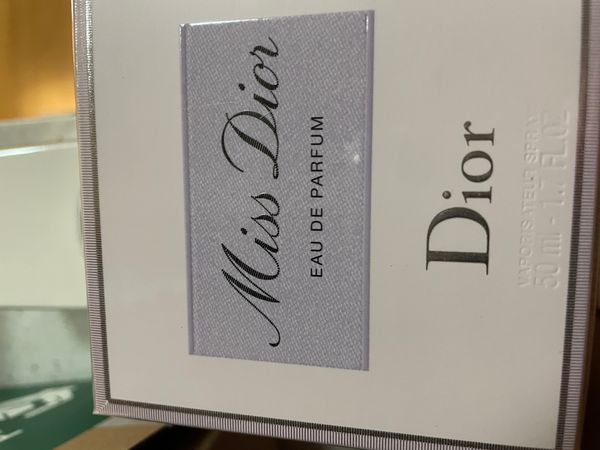 Miss Dior
EAU DE PARFUM
Dior
VAPORISATEUR SPRAY
50 ml - 1.7 FL.OZ